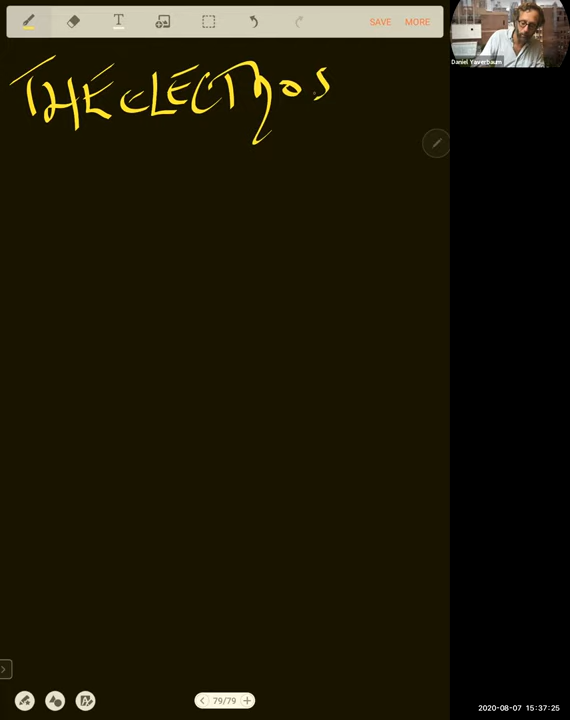 SAVE MORE
Daniel Yaverbaum
THE ELECTROS
79/79
2020-08-07 15:37:25